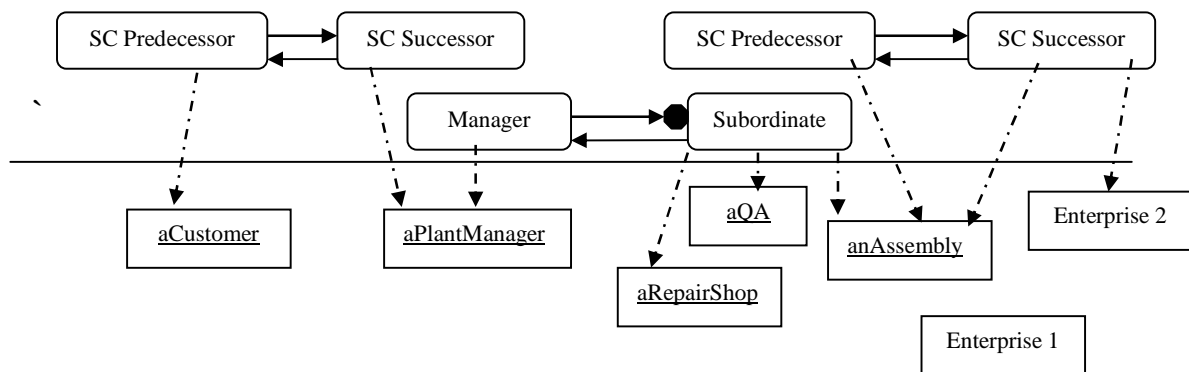 SC Predecessor
SC Successor
SC Predecessor
SC Successor
`
Manager
Subordinate
aCustomer
aPlantManager
aQA
anAssembly
Enterprise 2
aRepairShop
Enterprise 1